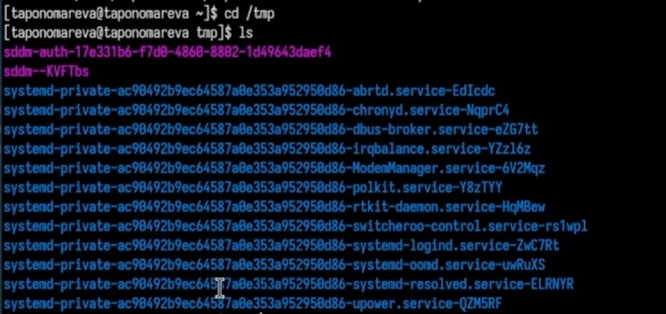 [taponomareva@taponomareva ~]$ cd /tmp
[taponomareva@taponomareva tmp]$ ls
sddm-auth-17e331b6-f7d0-4860-8802-1d49643daef4
sddm--KVFTbs
systemd-private-ac90492b9ec64587a0e353a952950d86-abrtd.service-EdIcdc
systemd-private-ac90492b9ec64587a0e353a952950d86-chronyd.service-NqprC4
systemd-private-ac90492b9ec64587a0e353a952950d86-dbus-broker.service-eZG7tt
systemd-private-ac90492b9ec64587a0e353a952950d86-irqbalance.service-YZzl6z
systemd-private-ac90492b9ec64587a0e353a952950d86-ModemManager.service-6V2Mqz
systemd-private-ac90492b9ec64587a0e353a952950d86-polkit.service-Y8zTYY
systemd-private-ac90492b9ec64587a0e353a952950d86-rtkit-daemon.service-HqMBew
systemd-private-ac90492b9ec64587a0e353a952950d86-switcheroo-control.service-rs1wpl
systemd-private-ac90492b9ec64587a0e353a952950d86-systemd-logind.service-ZwC7Rt
systemd-private-ac90492b9ec64587a0e353a952950d86-systemd-oomd.service-uwRuXS
systemd-private-ac90492b9ec64587a0e353a952950d86-systemd-resolved.service-ELRNYR
systemd-private-ac90492b9ec64587a0e353a952950d86-upower.service-QZM5RF